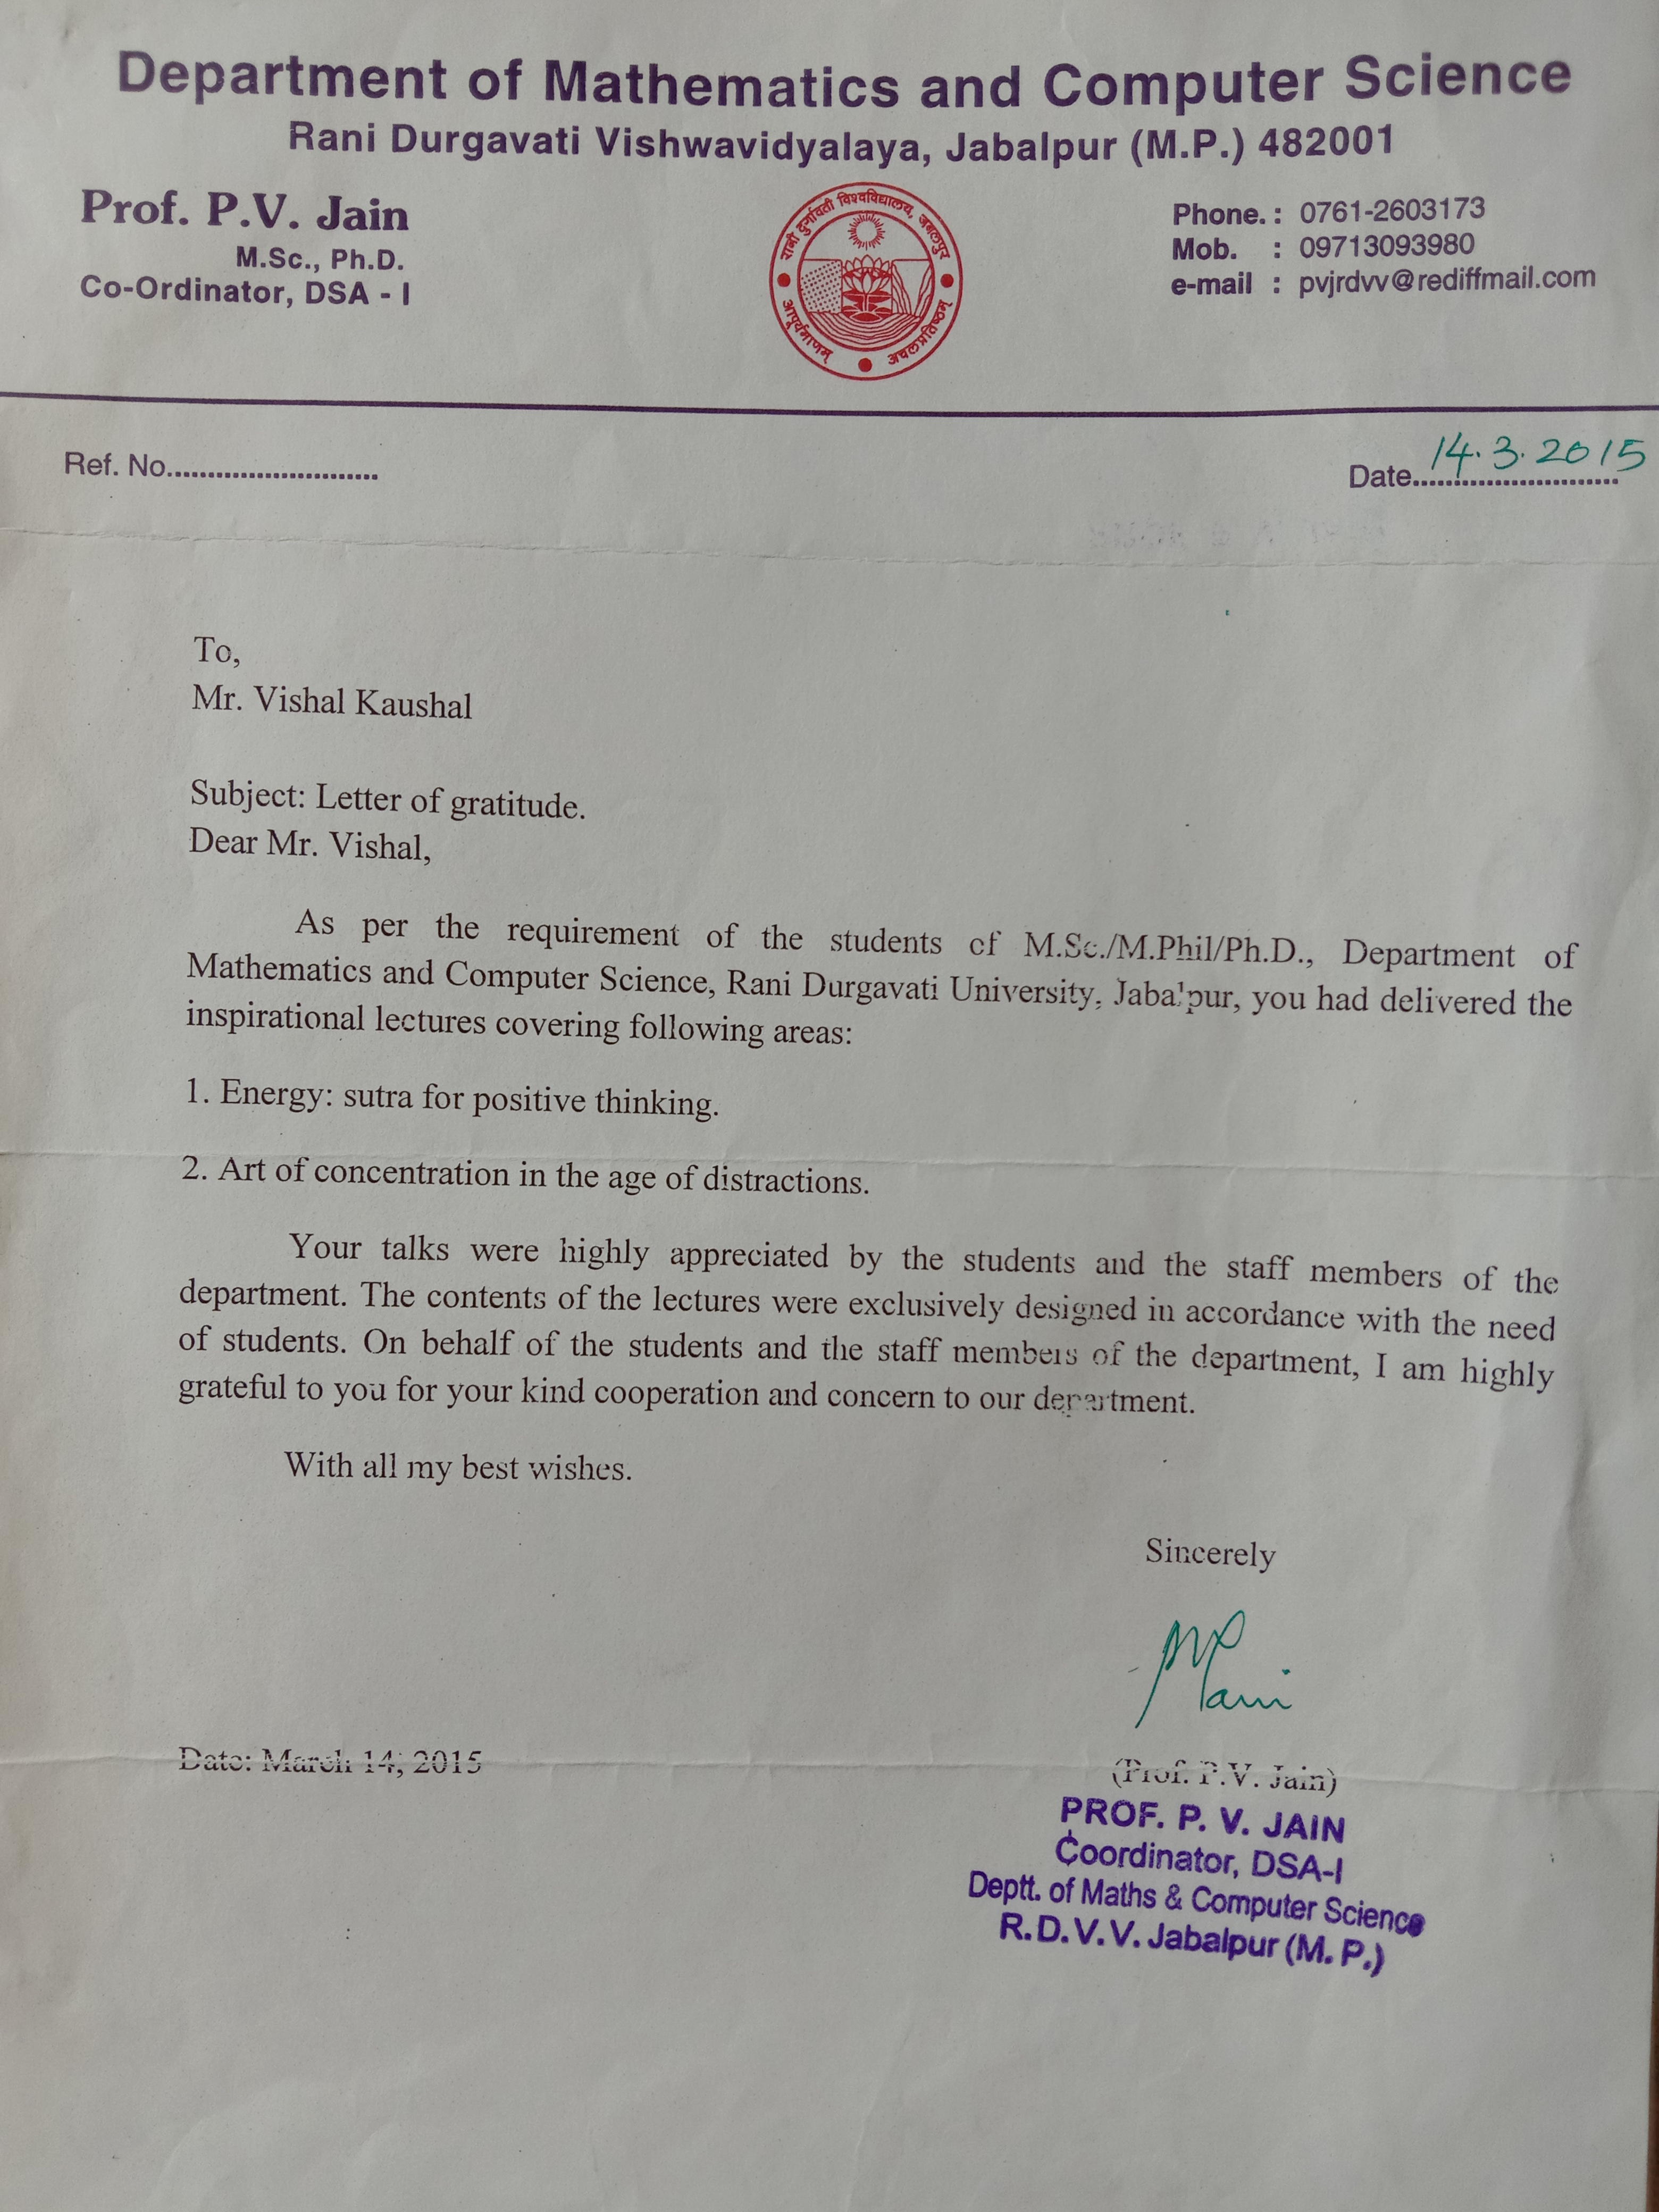 Department of Mathematics and Computer Science
Rani Durgavati Vishwavidyalaya, Jabalpur (M.P.) 482001
Prof. P.V. Jain
M.Sc., Ph.D.
Co-Ordinator, DSA - I
रानी दुर्गावती विश्वविद्यालय, जबलपुर
आपूर्यमाणम् अचलप्रतिष्ठम्
Phone. : 0761-2603173
Mob. : 09713093980
e-mail : pvjrdvv@rediffmail.com
Ref. No..........................
Date.......................... 14.3.2015
To,
Mr. Vishal Kaushal
Subject: Letter of gratitude.
Dear Mr. Vishal,
As per the requirement of the students of M.Sc./M.Phil/Ph.D., Department of
Mathematics and Computer Science, Rani Durgavati University, Jabalpur, you had delivered the
inspirational lectures covering following areas:
1. Energy: sutra for positive thinking.
2. Art of concentration in the age of distractions.
Your talks were highly appreciated by the students and the staff members of the
department. The contents of the lectures were exclusively designed in accordance with the need
of students. On behalf of the students and the staff members of the department, I am highly
grateful to you for your kind cooperation and concern to our department.
With all my best wishes.
Sincerely
PVJain
Date: March 14, 2015
(Prof. P.V. Jain)
PROF. P. V. JAIN
Coordinator, DSA-I
Deptt. of Maths & Computer Science
R.D.V.V. Jabalpur (M. P.)